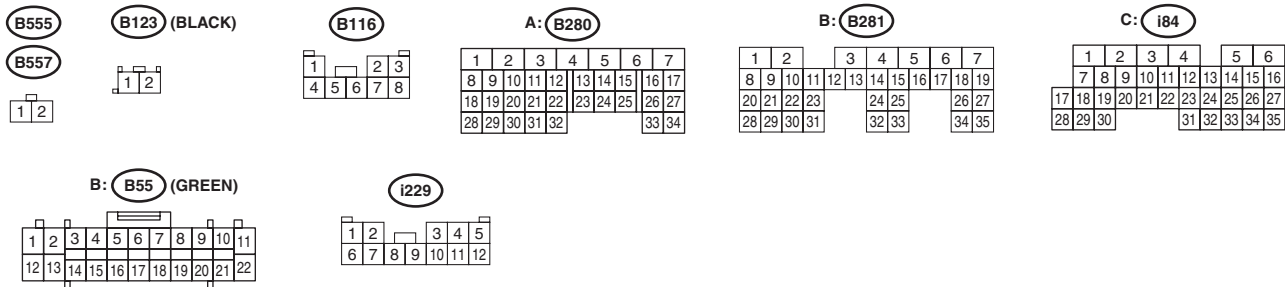 B555
B123 (BLACK)
B116
A: B280
B: B281
C: i84
B557
1 2
1 2
1 2 3
4 5 6 7 8
1 2 3 4 5 6 7
8 9 10 11 12 13 14 15 16 17
18 19 20 21 22 23 24 25 26 27
28 29 30 31 32 33 34
1 2 3 4 5 6 7
8 9 10 11 12 13 14 15 16 17 18 19
20 21 22 23 24 25 26 27
28 29 30 31 32 33 34 35
1 2 3 4 5 6
7 8 9 10 11 12 13 14 15 16
17 18 19 20 21 22 23 24 25 26 27
28 29 30 31 32 33 34 35
B: B55 (GREEN)
i229
1 2 3 4 5 6 7 8 9 10 11
12 13 14 15 16 17 18 19 20 21 22
1 2 3 4 5
6 7 8 9 10 11 12